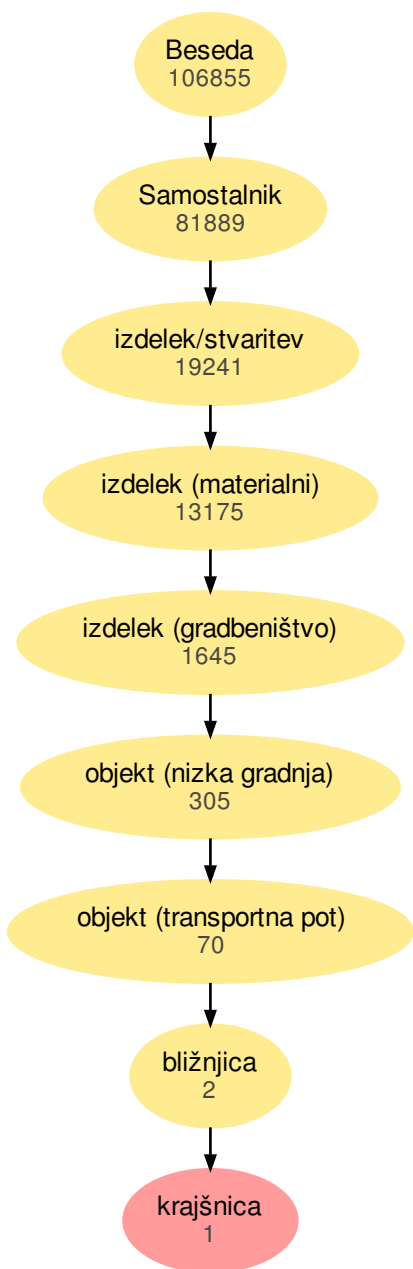 Beseda
106855
Samostalnik
81889
izdelek/stvaritev
19241
izdelek (materialni)
13175
izdelek (gradbeništvo)
1645
objekt (nizka gradnja)
305
objekt (transportna pot)
70
bližnjica
2
krajšnica
1